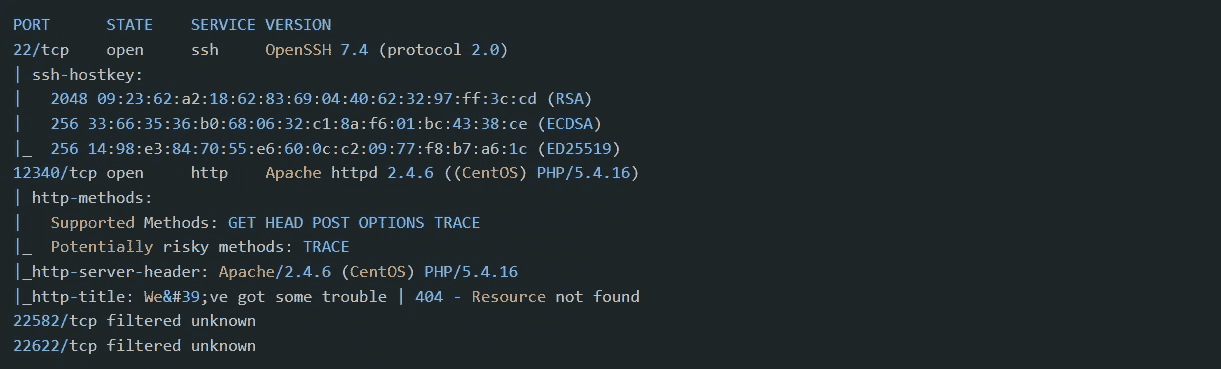 PORT      STATE    SERVICE VERSION
22/tcp    open     ssh     OpenSSH 7.4 (protocol 2.0)
| ssh-hostkey:
|   2048 09:23:62:a2:18:62:83:69:04:40:62:32:97:ff:3c:cd (RSA)
|   256 33:66:35:36:b0:68:06:32:c1:8a:f6:01:bc:43:38:ce (ECDSA)
|_  256 14:98:e3:84:70:55:e6:60:0c:c2:09:77:f8:b7:a6:1c (ED25519)
12340/tcp open     http    Apache httpd 2.4.6 ((CentOS) PHP/5.4.16)
| http-methods:
|   Supported Methods: GET HEAD POST OPTIONS TRACE
|_  Potentially risky methods: TRACE
|_http-server-header: Apache/2.4.6 (CentOS) PHP/5.4.16
|_http-title: We&#39;ve got some trouble | 404 - Resource not found
22582/tcp filtered unknown
22622/tcp filtered unknown